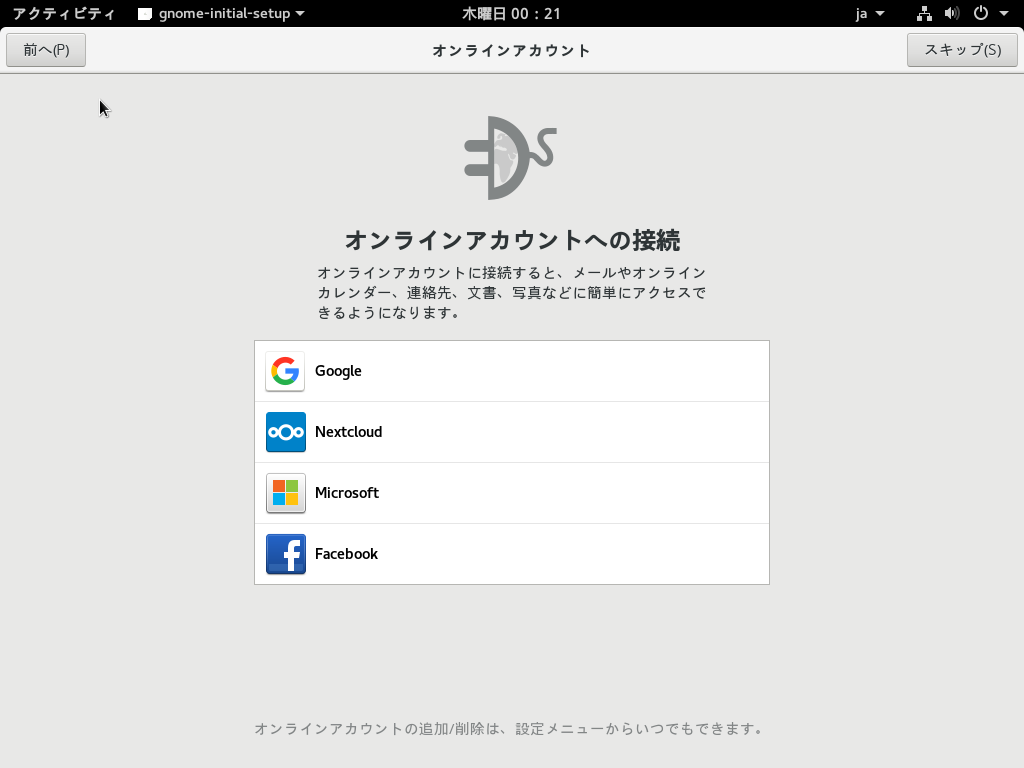 アクティビティ gnome-initial-setup 木曜日 00：21 ja
前へ(P) オンラインアカウント スキップ(S)
オンラインアカウントへの接続
オンラインアカウントに接続すると、メールやオンライン
カレンダー、連絡先、文書、写真などに簡単にアクセスで
きるようになります。
Google
Nextcloud
Microsoft
Facebook
オンラインアカウントの追加/削除は、設定メニューからいつでもできます。